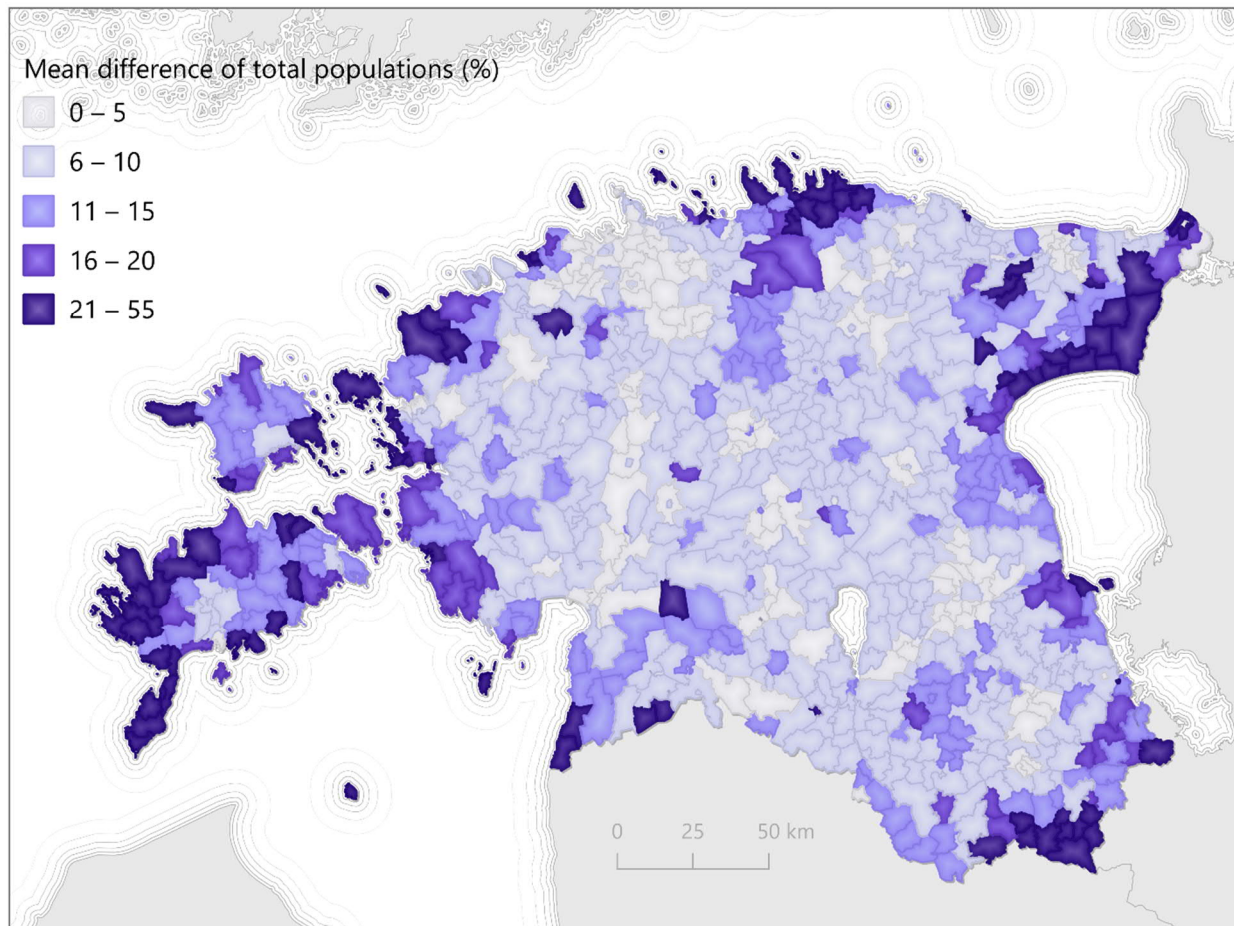 Mean difference of total populations (%)
0 – 5
6 – 10
11 – 15
16 – 20
21 – 55
0 25 50 km